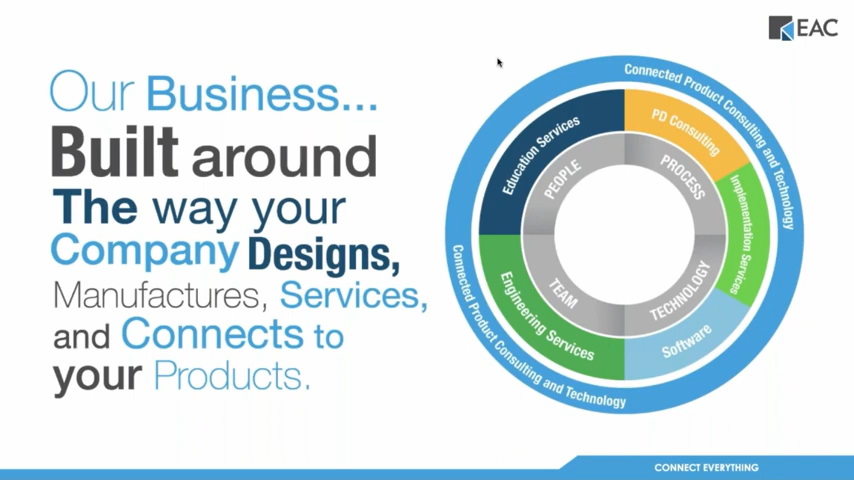 EAC
Our Business...
Built around
The way your
Company Designs,
Manufactures, Services,
and Connects to
your Products.
Connected Product Consulting and Technology
Education Services
PD Consulting
Implementation Services
Software
Engineering Services
PEOPLE
PROCESS
TECHNOLOGY
TEAM
Connected Product Consulting and Technology
CONNECT EVERYTHING